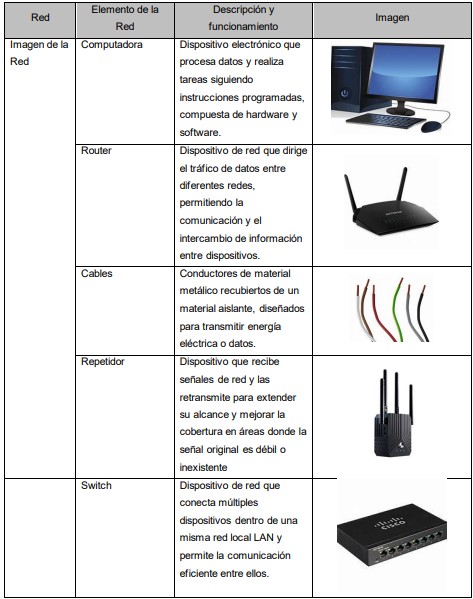 Red
Elemento de la
Red
Descripción y
funcionamiento
Imagen
Imagen de la
Red
Computadora
Dispositivo electrónico que
procesa datos y realiza
tareas siguiendo
instrucciones programadas,
compuesta de hardware y
software.
Router
Dispositivo de red que dirige
el tráfico de datos entre
diferentes redes,
permitiendo la
comunicación y el
intercambio de información
entre dispositivos.
Cables
Conductores de material
metálico recubiertos de un
material aislante, diseñados
para transmitir energía
eléctrica o datos.
Repetidor
Dispositivo que recibe
señales de red y las
retransmite para extender
su alcance y mejorar la
cobertura en áreas donde la
señal original es débil o
inexistente
Switch
Dispositivo de red que
conecta múltiples
dispositivos dentro de una
misma red local LAN y
permite la comunicación
eficiente entre ellos.
CISCO